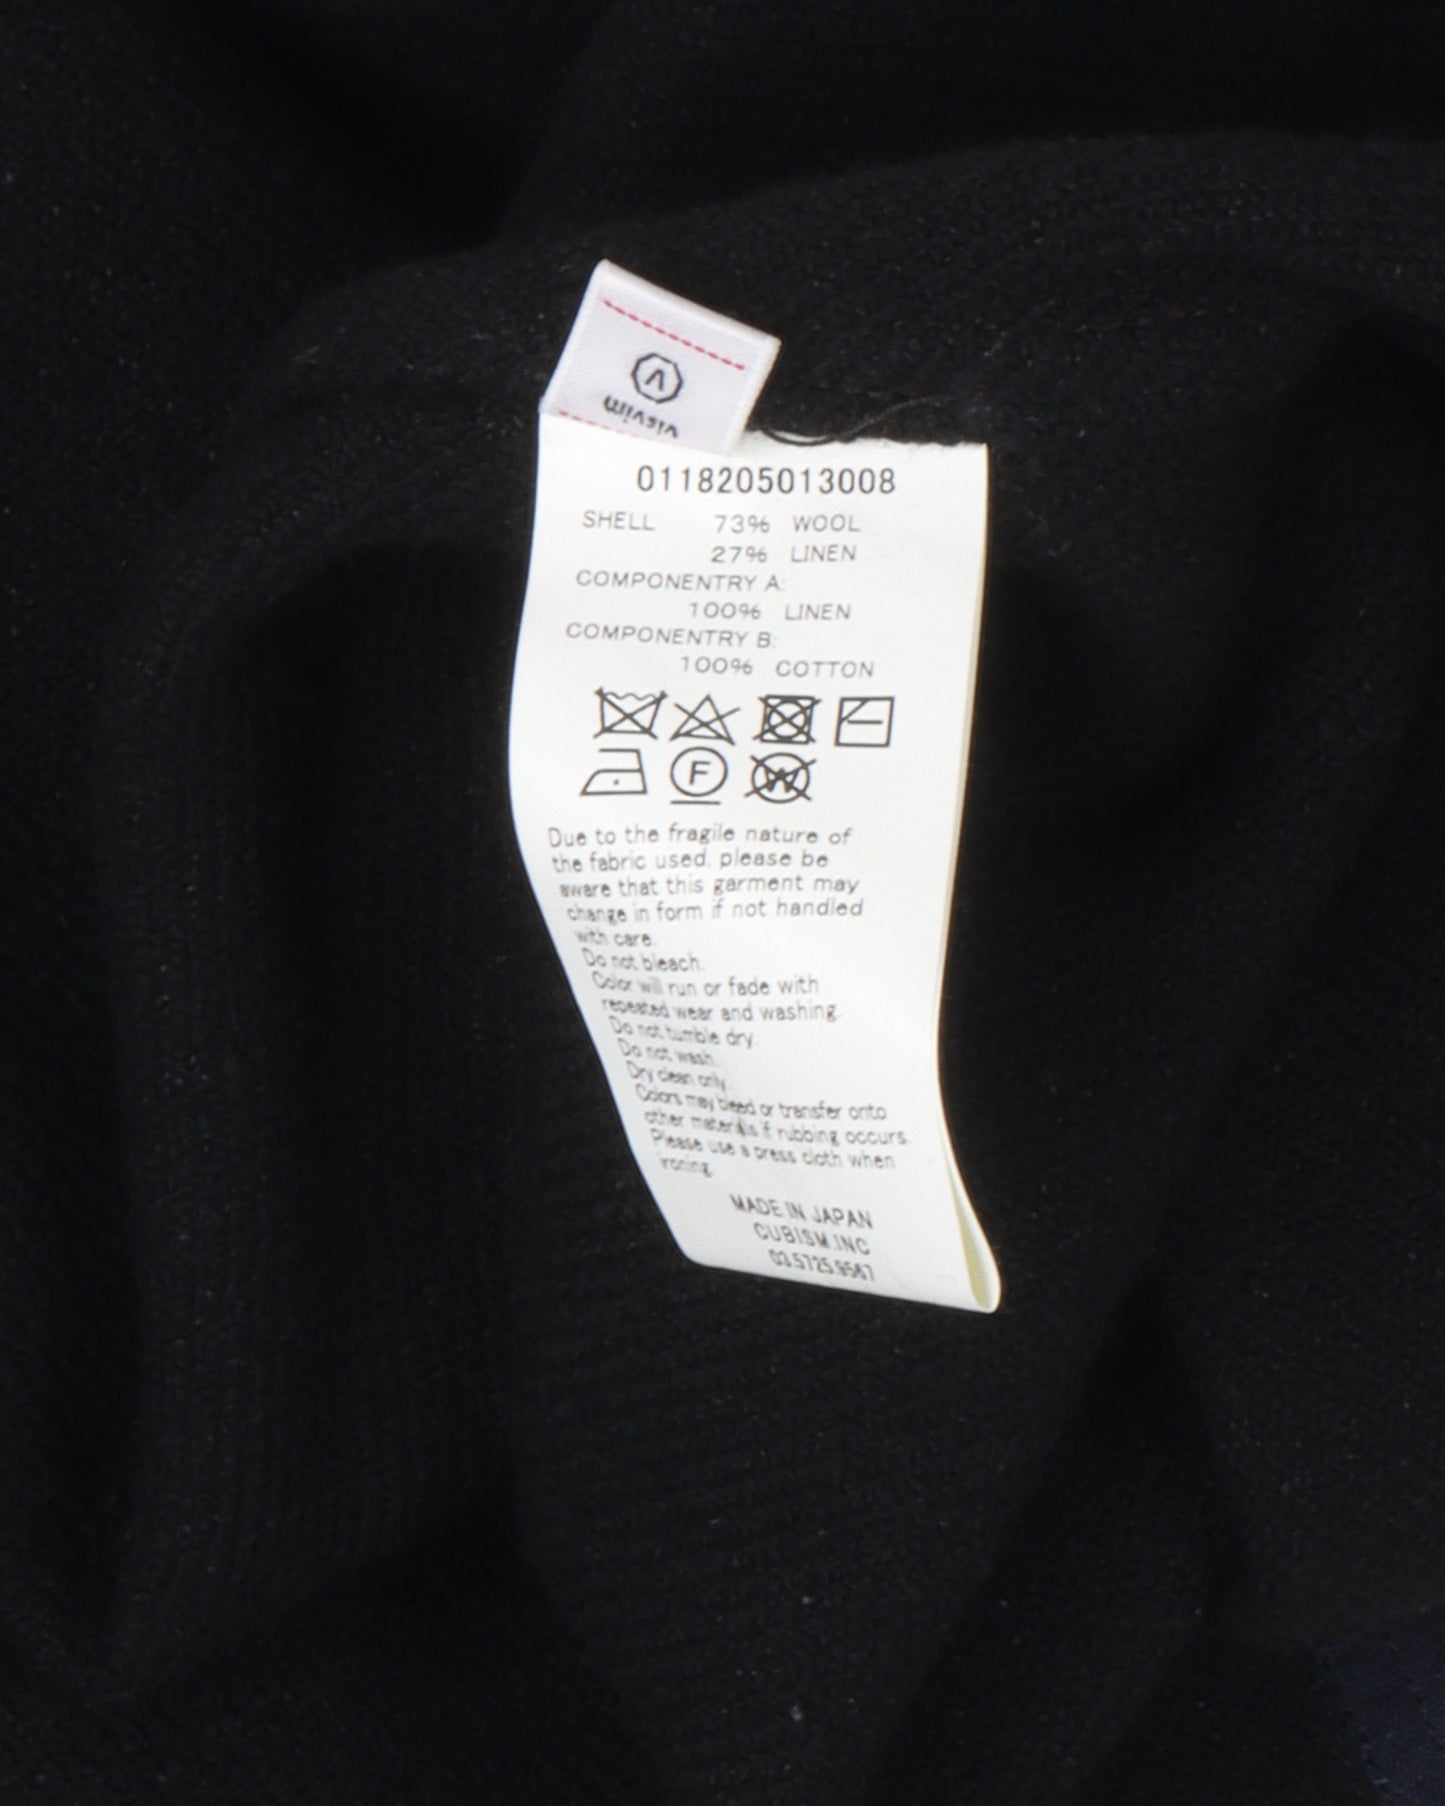 visvim
0118205013008
SHELL 73% WOOL
27% LINEN
COMPONENTRY A:
100% LINEN
COMPONENTRY B:
100% COTTON
F
W
Due to the fragile nature of
the fabric used, please be
aware that this garment may
change in form if not handled
with care.
Do not bleach.
Color will run or fade with
repeated wear and washing.
Do not tumble dry.
Do not wash.
Dry clean only.
Colors may bleed or transfer onto
other materials if rubbing occurs.
Please use a press cloth when
ironing.
MADE IN JAPAN
CUBISM.INC
03.5725.9567